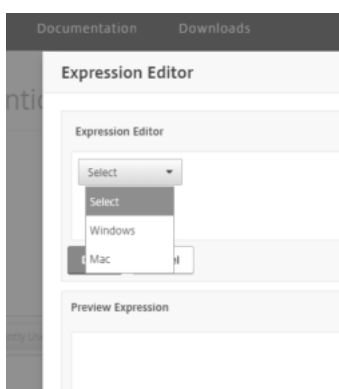 Documentation Downloads
Expression Editor
Expression Editor
Select
Select
Windows
Mac
Preview Expression